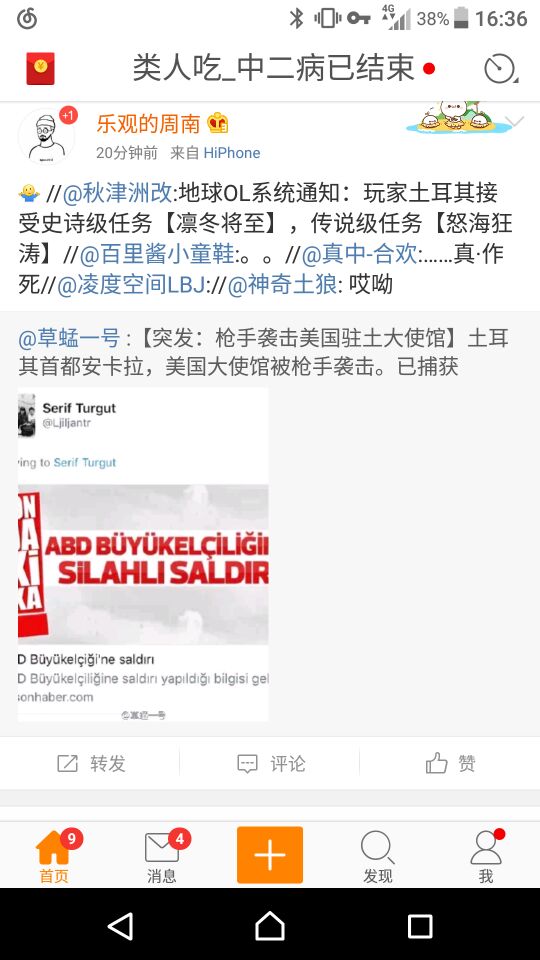 4G 38% 16:36
类人吃_中二病已结束
+1
乐观的周南
20分钟前 来自 HiPhone
//@秋津洲改:地球OL系统通知：玩家土耳其接
受史诗级任务【凛冬将至】，传说级任务【怒海狂
涛】//@百里酱小童鞋:。。//@真中-合欢:……真·作
死//@凌度空间LBJ://@神奇土狼: 哎呦
@草蜢一号 :【突发：枪手袭击美国驻土大使馆】土耳
其首都安卡拉，美国大使馆被枪手袭击。已捕获
Serif Turgut
@Ljiljantr
ying to Serif Turgut
ON
ABD BÜYÜKELÇİLİĞİ
SİLAHLI SALDIR
KA
D Büyükelçiği'ne saldırı
D Büyükelçiliğine saldırı yapıldığı bilgisi gel
sonhaber.com
@草蜢一号
转发 评论 赞
9 4
首页 消息 发现 我